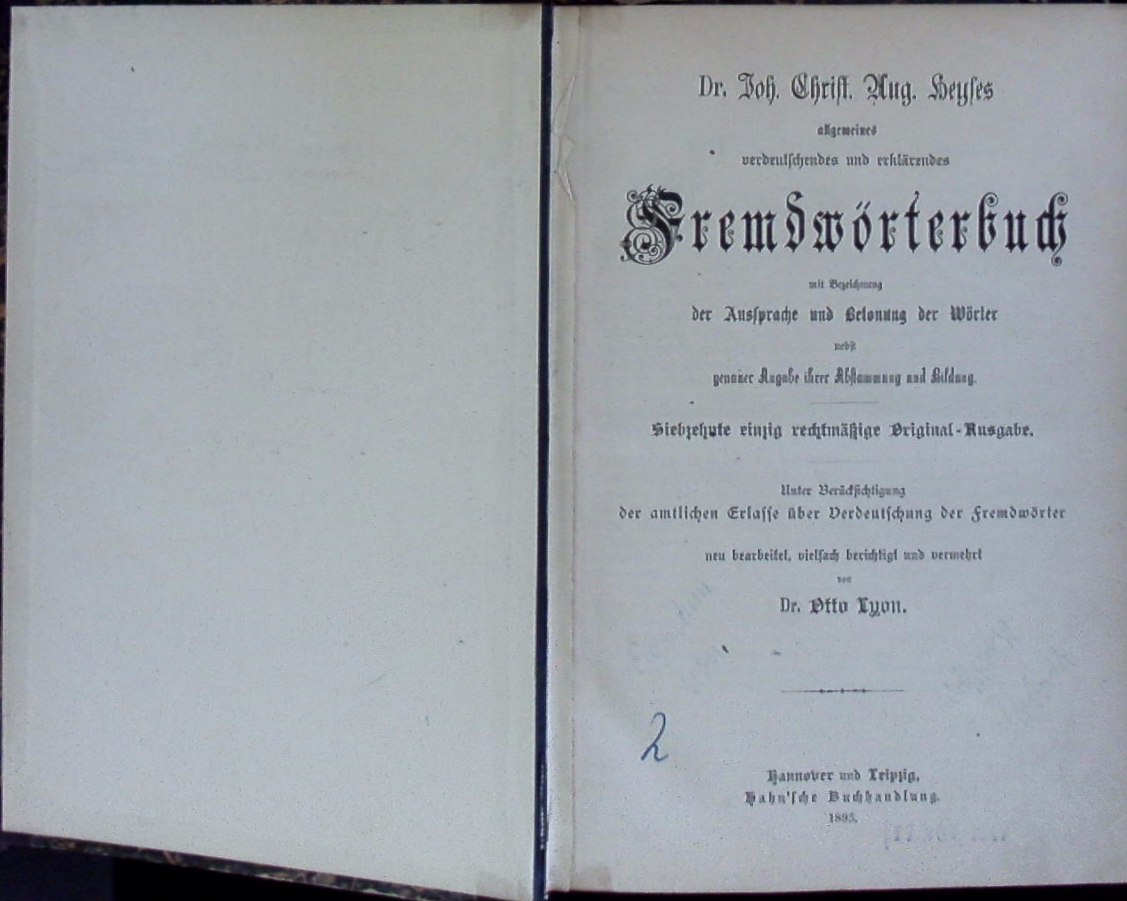 Dr. Joh. Christ. Aug. Heyses
allgemeines
verdeutschendes und erklärendes
Fremdwörterbuch
mit Bezeichnung
der Aussprache und Betonung der Wörter
nebst
genauer Angabe ihrer Abstammung und Bildung.
Siebzehnte einzig rechtmäßige Original-Ausgabe.
Unter Berücksichtigung
der amtlichen Erlasse über Verdeutschung der Fremdwörter
neu bearbeitet, vielfach berichtigt und vermehrt
von
Dr. Otto Lyon.
2
Hannover und Leipzig,
Hahn'sche Buchhandlung.